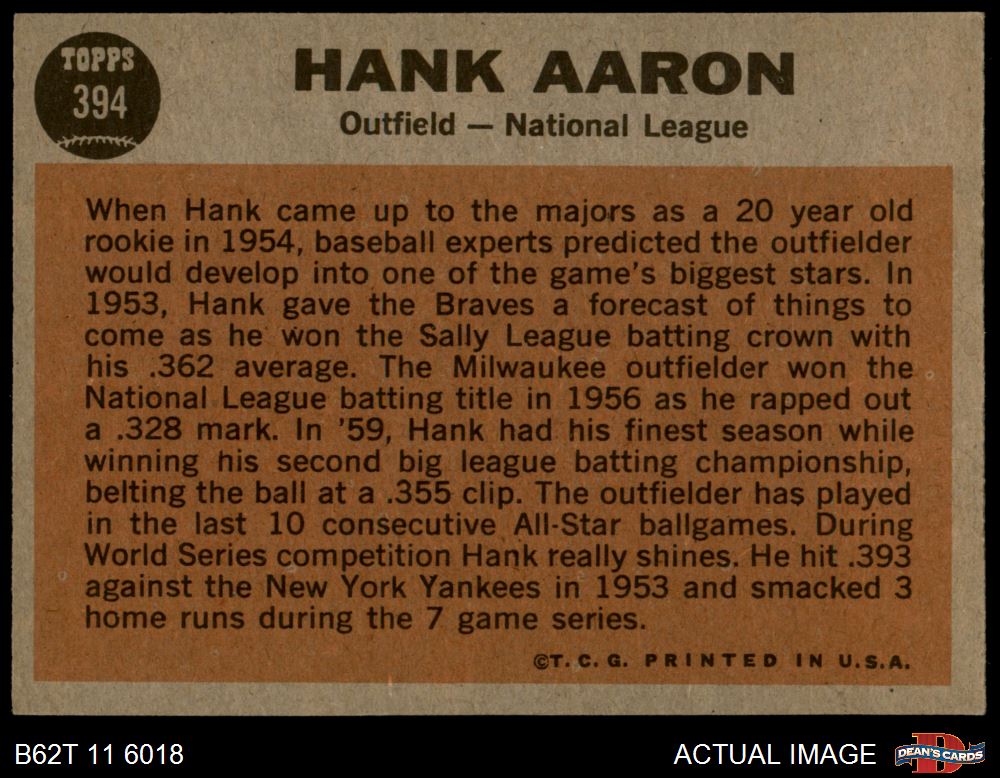 TOPPS
394
HANK AARON
Outfield — National League
When Hank came up to the majors as a 20 year old
rookie in 1954, baseball experts predicted the outfielder
would develop into one of the game's biggest stars. In
1953, Hank gave the Braves a forecast of things to
come as he won the Sally League batting crown with
his .362 average. The Milwaukee outfielder won the
National League batting title in 1956 as he rapped out
a .328 mark. In '59, Hank had his finest season while
winning his second big league batting championship,
belting the ball at a .355 clip. The outfielder has played
in the last 10 consecutive All-Star ballgames. During
World Series competition Hank really shines. He hit .393
against the New York Yankees in 1953 and smacked 3
home runs during the 7 game series.
©T. C. G. PRINTED IN U.S.A.
B62T 11 6018
ACTUAL IMAGE
D
DEAN'S CARDS